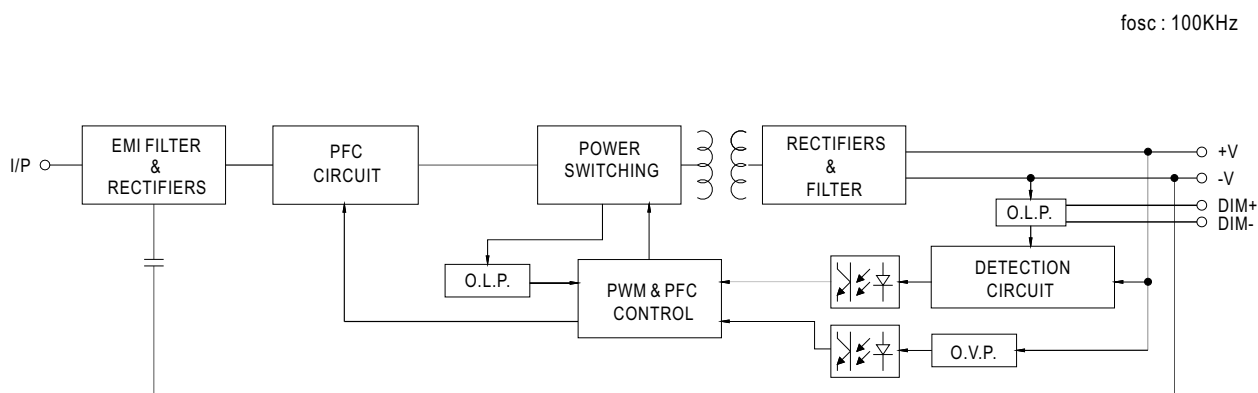 fosc : 100KHz
I/P
EMI FILTER
&
RECTIFIERS
PFC
CIRCUIT
POWER
SWITCHING
RECTIFIERS
&
FILTER
+V
-V
DIM+
DIM-
O.L.P.
O.L.P.
PWM & PFC
CONTROL
DETECTION
CIRCUIT
O.V.P.